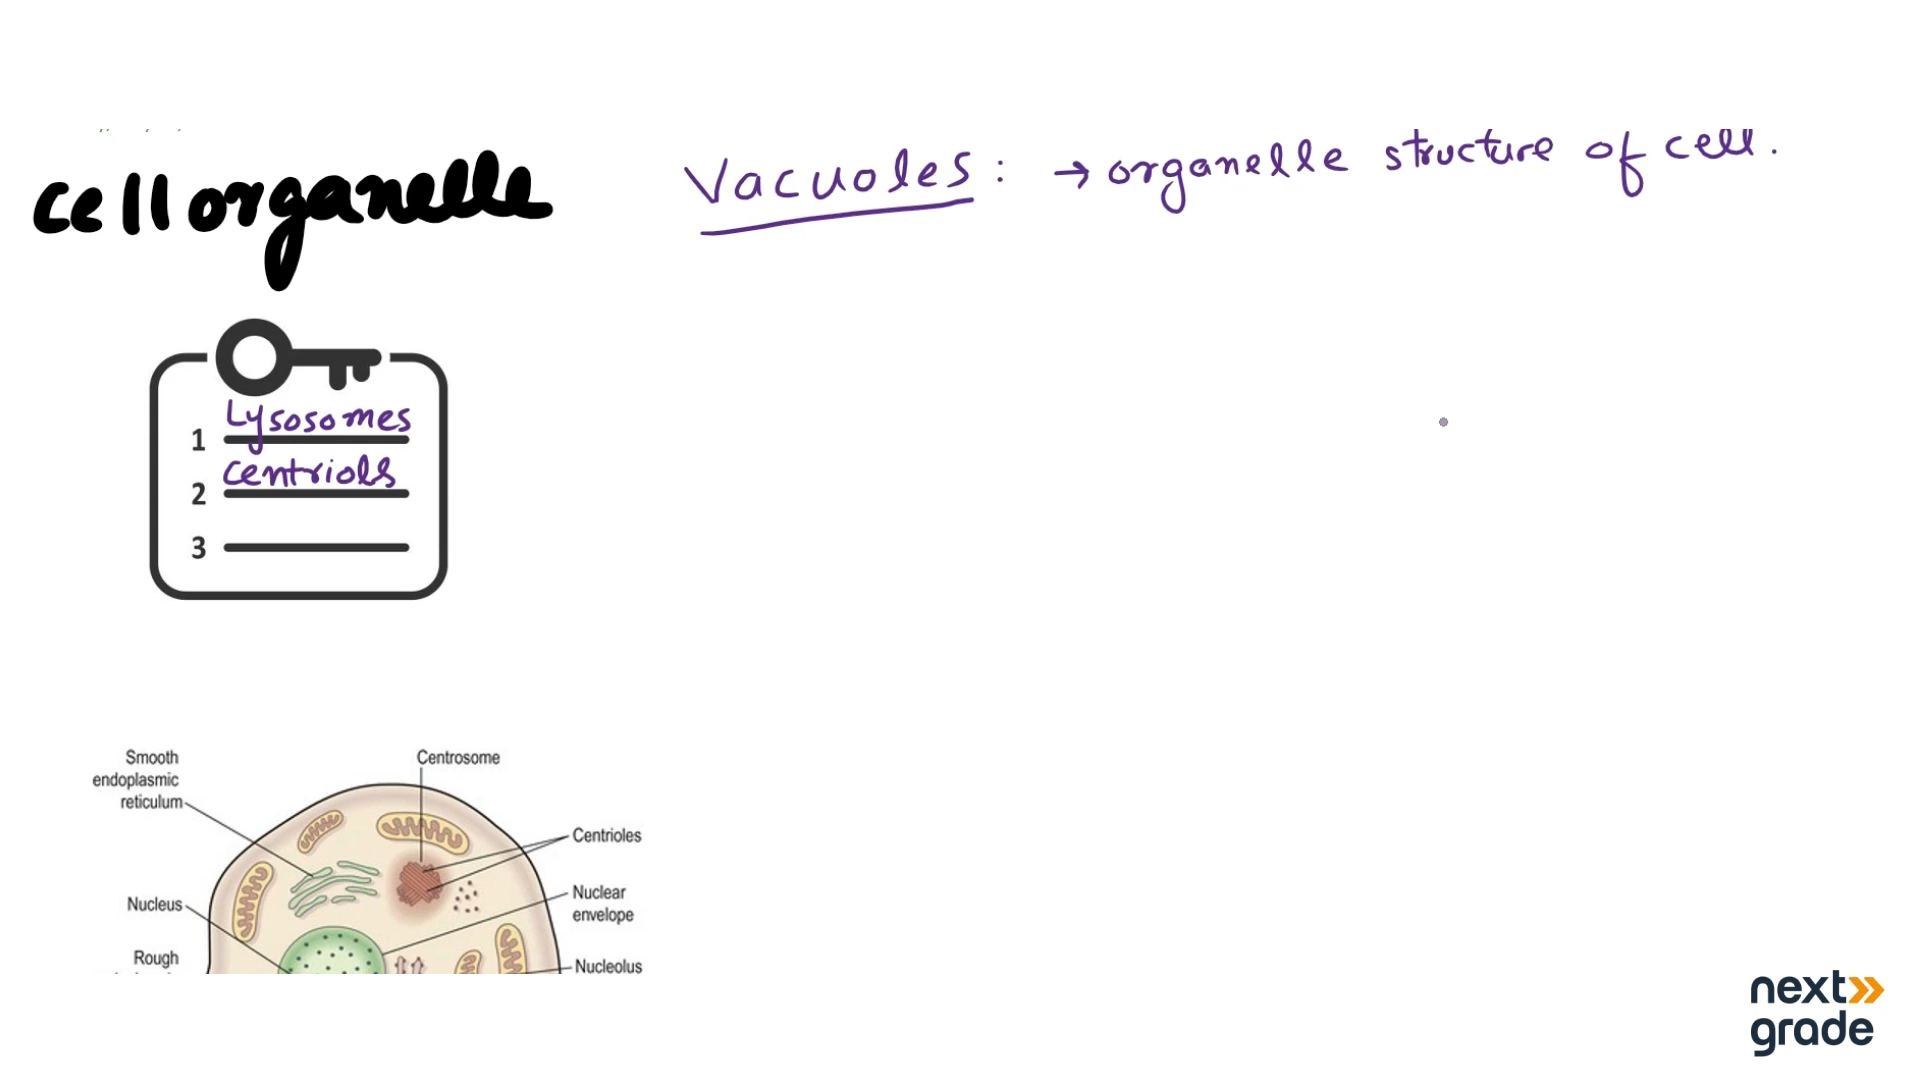 cell organelle
Vacuoles : → organelle structure of cell.
1 Lysosomes
2 centriols
3
Smooth
endoplasmic
reticulum
Centrosome
Centrioles
Nuclear
envelope
Nucleus
Rough
Nucleolus
next
grade